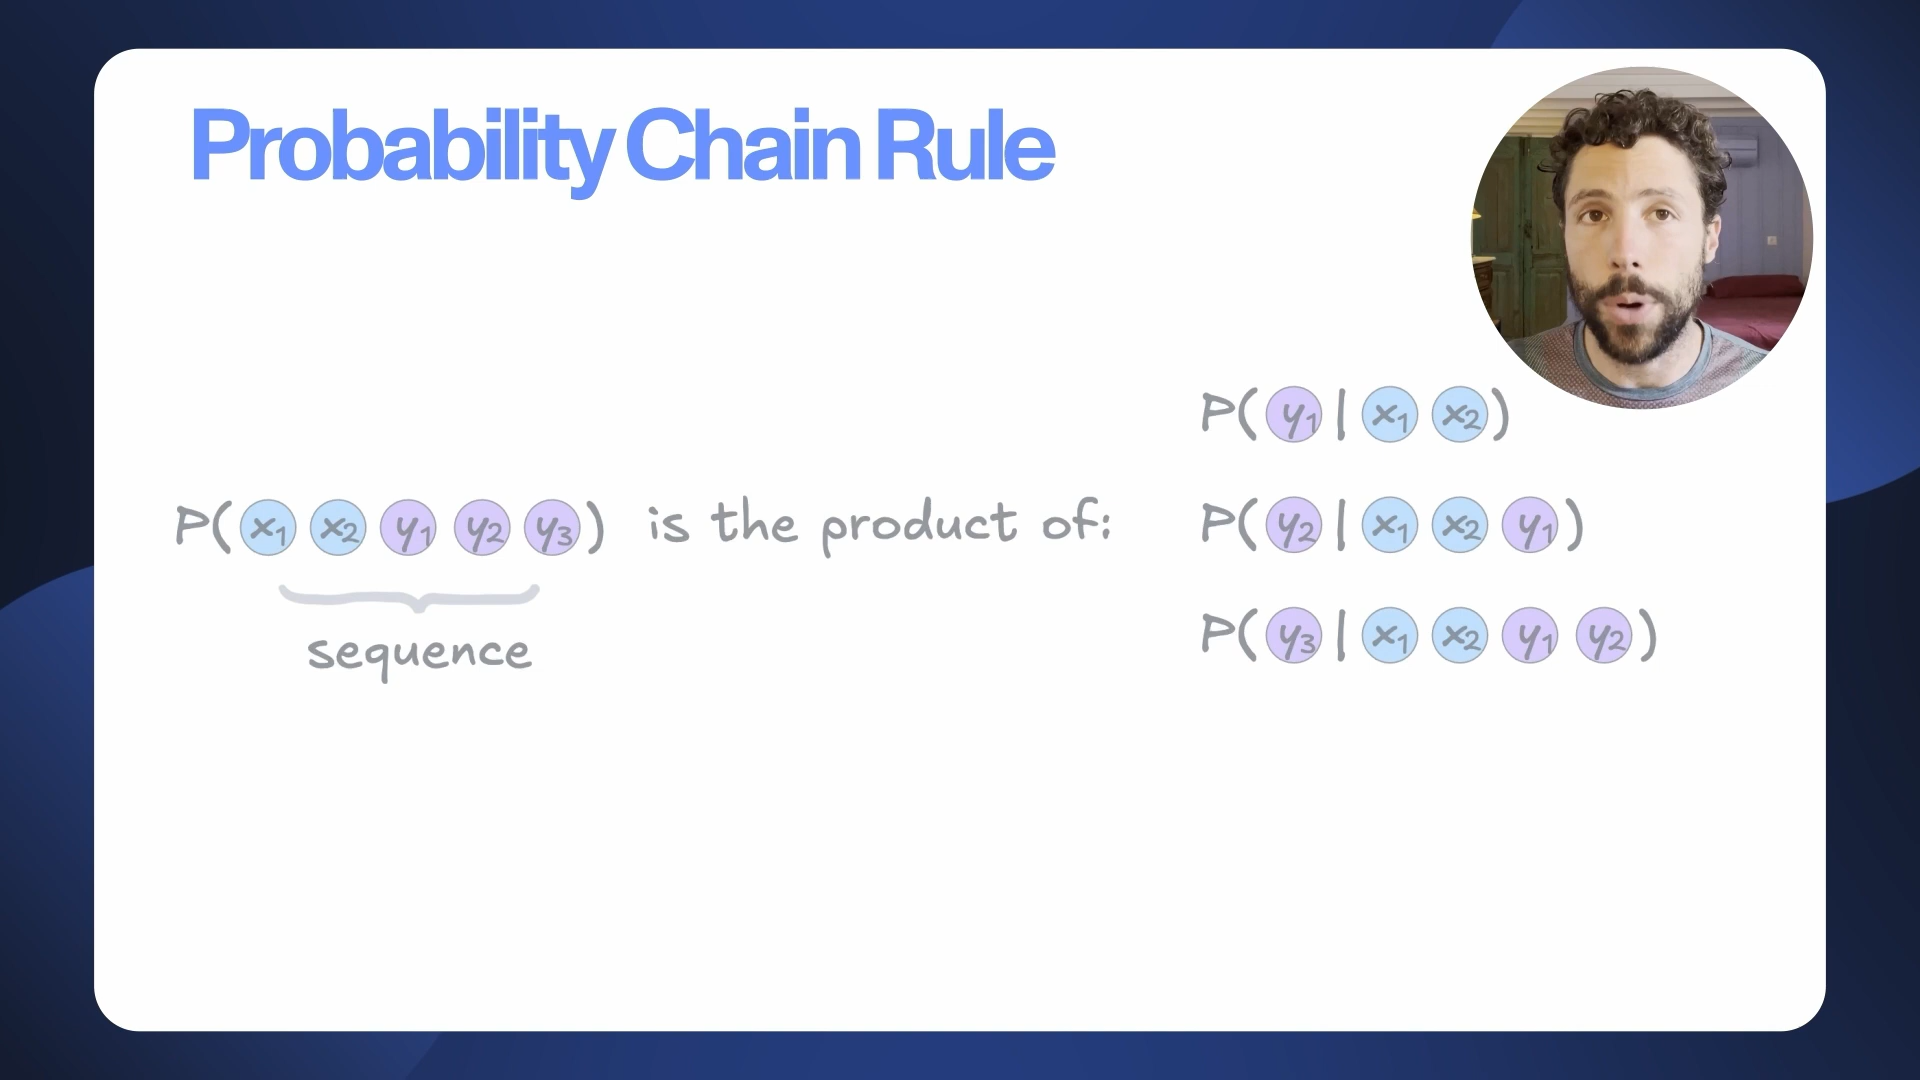 Probability Chain Rule
P( y₁ | x₁ x₂ )
P( x₁ x₂ y₁ y₂ y₃ ) is the product of: P( y₂ | x₁ x₂ y₁ )
P( y₃ | x₁ x₂ y₁ y₂ )
sequence